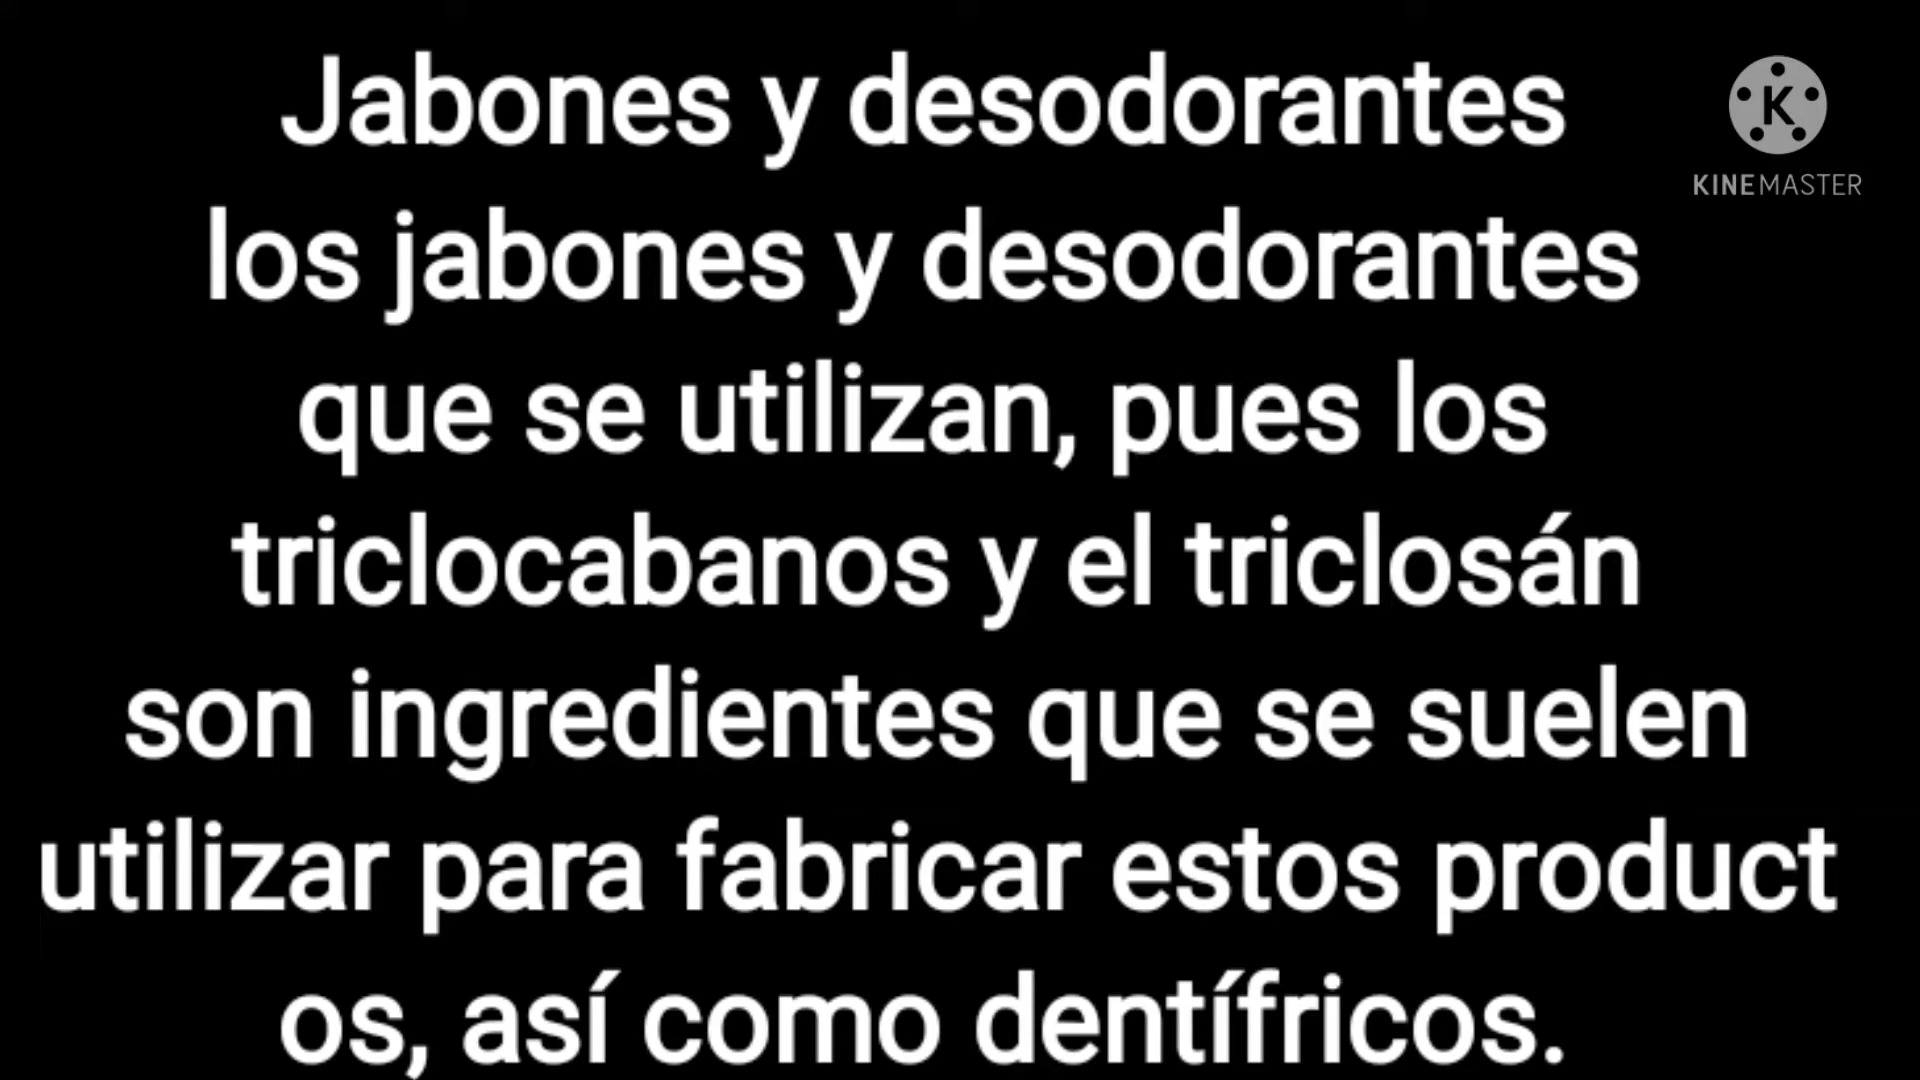 Jabones y desodorantes
los jabones y desodorantes
que se utilizan, pues los
triclocabanos y el triclosán
son ingredientes que se suelen
utilizar para fabricar estos product
os, así como dentífricos.
K
KINEMASTER